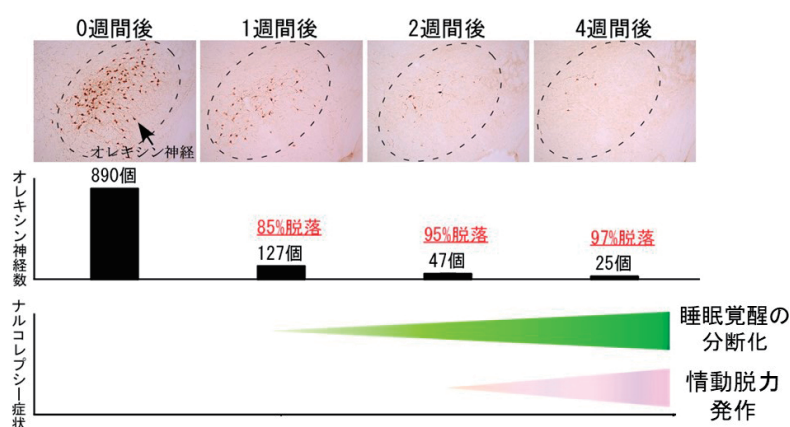 0週間後
1週間後
2週間後
4週間後
オレキシン神経
オレキシン神経数
890個
85%脱落
127個
95%脱落
47個
97%脱落
25個
ナルコレプシー症状
睡眠覚醒の
分断化
情動脱力
発作